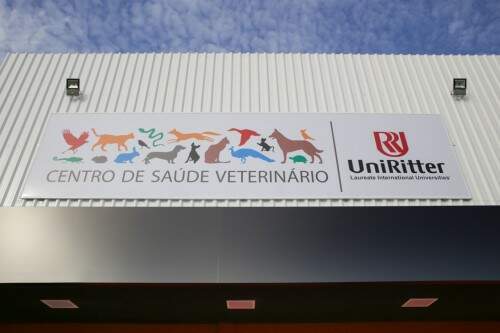 CENTRO DE SAÚDE VETERINÁRIO
UniRitter
Laureate International Universities